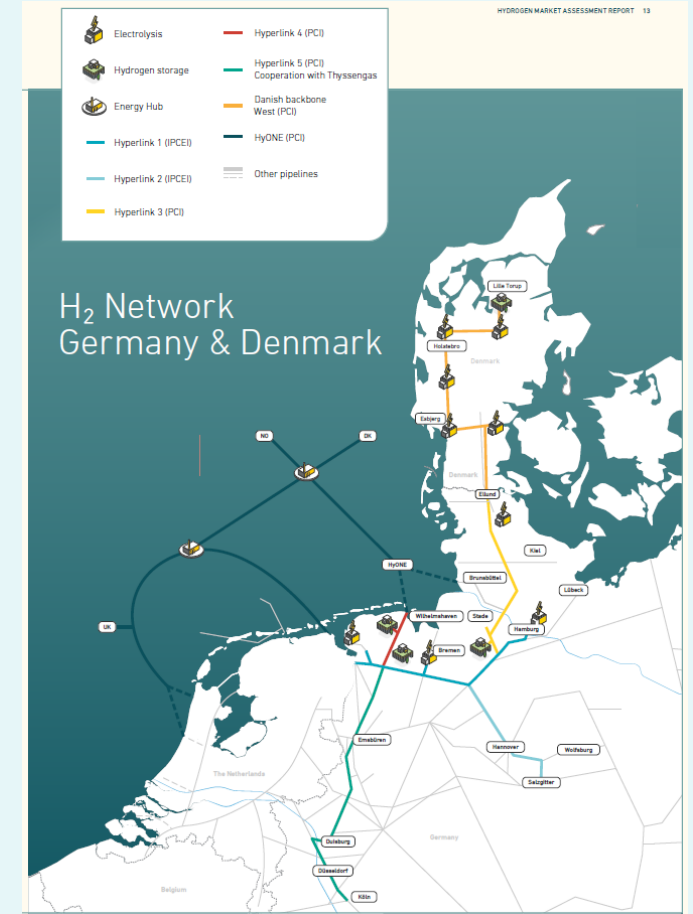 HYDROGEN MARKET ASSESSMENT REPORT 13
Electrolysis
Hydrogen storage
Energy Hub
Hyperlink 1 (IPCEI)
Hyperlink 2 (IPCEI)
Hyperlink 3 (PCI)
Hyperlink 4 (PCI)
Hyperlink 5 (PCI)
Cooperation with Thyssengas
Danish backbone
West (PCI)
HyONE (PCI)
Other pipelines
H₂ Network
Germany & Denmark
Lille Torup
Holstebro
Denmark
Esbjerg
NO
DK
Denmark
Ellund
Kiel
HyONE
Brunsbüttel
Lübeck
Wilhelmshaven
Stade
UK
Hamburg
Bremen
Emsbüren
Hannover
Wolfsburg
The Netherlands
Salzgitter
Duisburg
Germany
Düsseldorf
Belgium
Köln